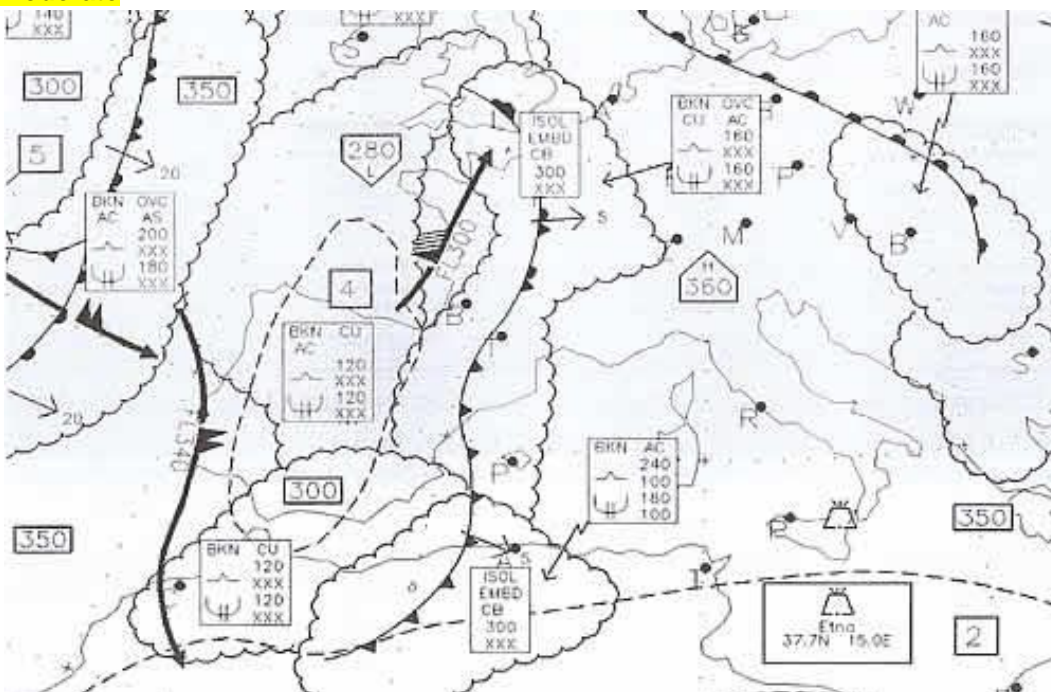 140
XXX
XXX
AC
160
XXX
160
XXX
300
350
5
20
280
L
ISOL
EMBD
CB
300
XXX
BKN OVC
CU AC
160
XXX
160
XXX
W
BKN OVC
AC AS
200
XXX
180
XXX
S
5
M
V
B
H
360
FL300
4
B
BKN CU
AC
120
XXX
120
XXX
20
FL340
R
S
P
BKN AC
240
100
180
100
300
350
350
P
BKN CU
120
XXX
120
XXX
A
5
ISOL
EMBD
CB
300
XXX
T
Etna
37.7N 15.0E
2